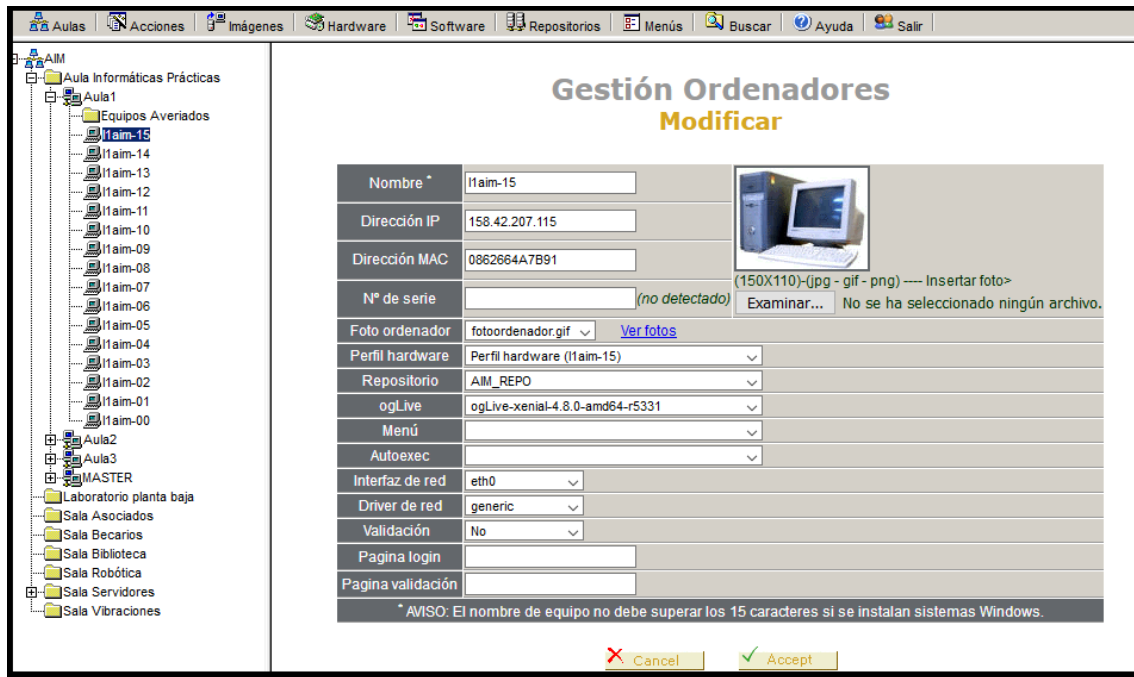 Aulas Acciones Imágenes Hardware Software Repositorios Menús Buscar Ayuda Salir
AIM
Aula Informáticas Prácticas
Aula1
Equipos Averiados
l1aim-15
l1aim-14
l1aim-13
l1aim-12
l1aim-11
l1aim-10
l1aim-09
l1aim-08
l1aim-07
l1aim-06
l1aim-05
l1aim-04
l1aim-03
l1aim-02
l1aim-01
l1aim-00
Aula2
Aula3
MASTER
Laboratorio planta baja
Sala Asociados
Sala Becarios
Sala Biblioteca
Sala Robótica
Sala Servidores
Sala Vibraciones
Gestión Ordenadores
Modificar
Nombre * l1aim-15
Dirección IP 158.42.207.115
Dirección MAC 0862664A7B91
(150X110)-(jpg - gif - png) ---- Insertar foto>
Nº de serie (no detectado) Examinar... No se ha seleccionado ningún archivo.
Foto ordenador fotoordenador.gif Ver fotos
Perfil hardware Perfil hardware (l1aim-15)
Repositorio AIM_REPO
ogLive ogLive-xenial-4.8.0-amd64-r5331
Menú
Autoexec
Interfaz de red eth0
Driver de red generic
Validación No
Pagina login
Pagina validación
* AVISO: El nombre de equipo no debe superar los 15 caracteres si se instalan sistemas Windows.
Cancel Accept